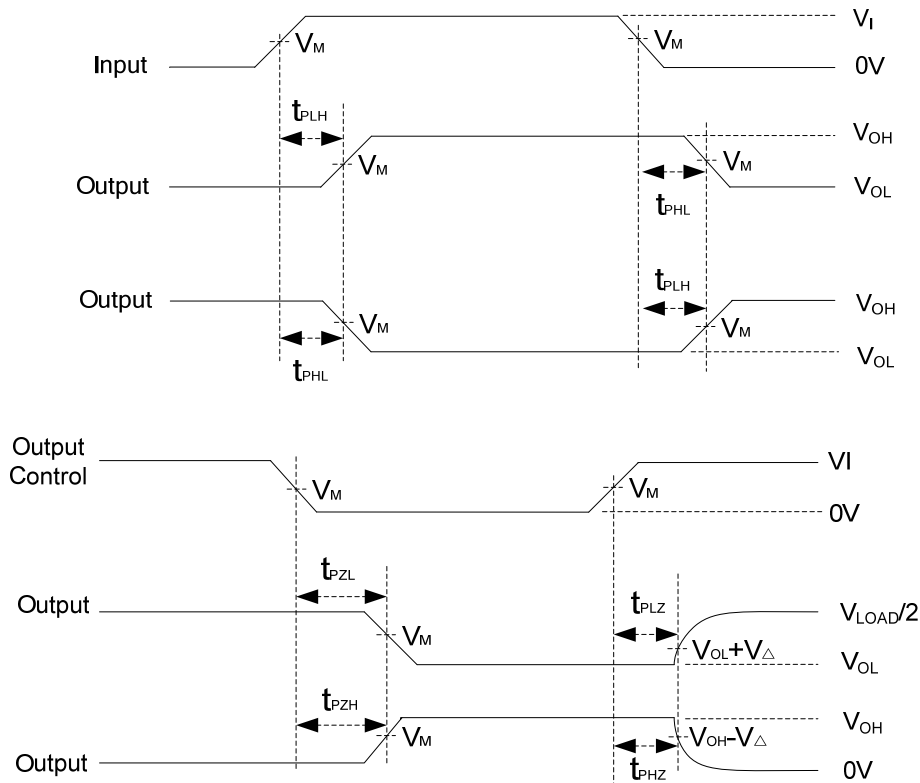 VI
VM
VM
Input
0V
tPLH
VOH
VM
VM
Output
VOL
tPHL
Output
tPLH
VOH
VM
VM
tPHL
VOL
Output
Control
VI
VM
VM
0V
tPZL
Output
tPLZ
VLOAD/2
VM
VOL+V△
VOL
tPZH
VOH
VM
VOH-V△
Output
tPHZ
0V